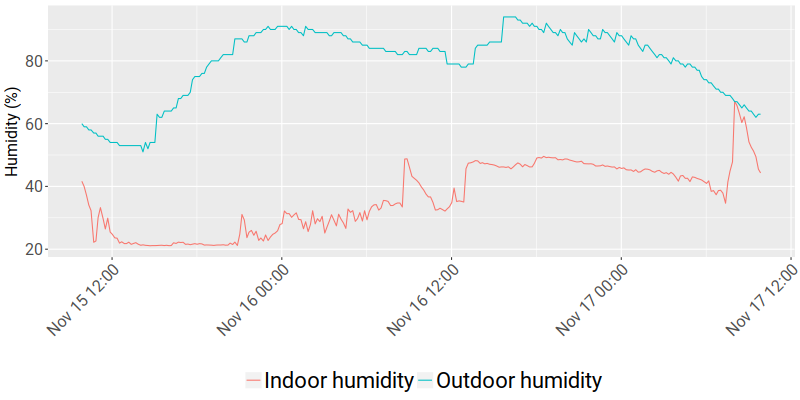 Humidity (%)
80
60
40
20
Nov 15 12:00
Nov 16 00:00
Nov 16 12:00
Nov 17 00:00
Nov 17 12:00
Indoor humidity
Outdoor humidity